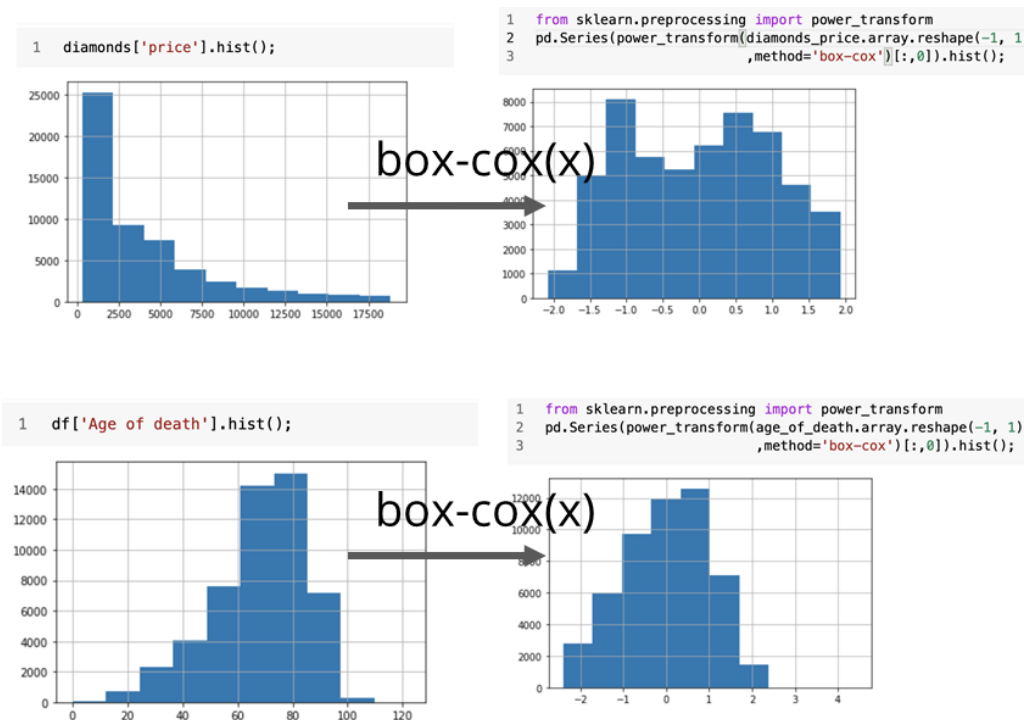 1 diamonds['price'].hist();
1 from sklearn.preprocessing import power_transform
2 pd.Series(power_transform(diamonds_price.array.reshape(-1, 1
3 ,method='box-cox')[:,0]).hist();
25000
20000
15000
10000
5000
0
0 2500 5000 7500 10000 12500 15000 17500
box-cox(x)
8000
7000
6000
5000
4000
3000
2000
1000
0
−2.0 −1.5 −1.0 −0.5 0.0 0.5 1.0 1.5 2.0
1 df['Age of death'].hist();
1 from sklearn.preprocessing import power_transform
2 pd.Series(power_transform(age_of_death.array.reshape(-1, 1)
3 ,method='box-cox')[:,0]).hist();
14000
12000
10000
8000
6000
4000
2000
0
0 20 40 60 80 100 120
box-cox(x)
12000
10000
8000
6000
4000
2000
0
−2 −1 0 1 2 3 4